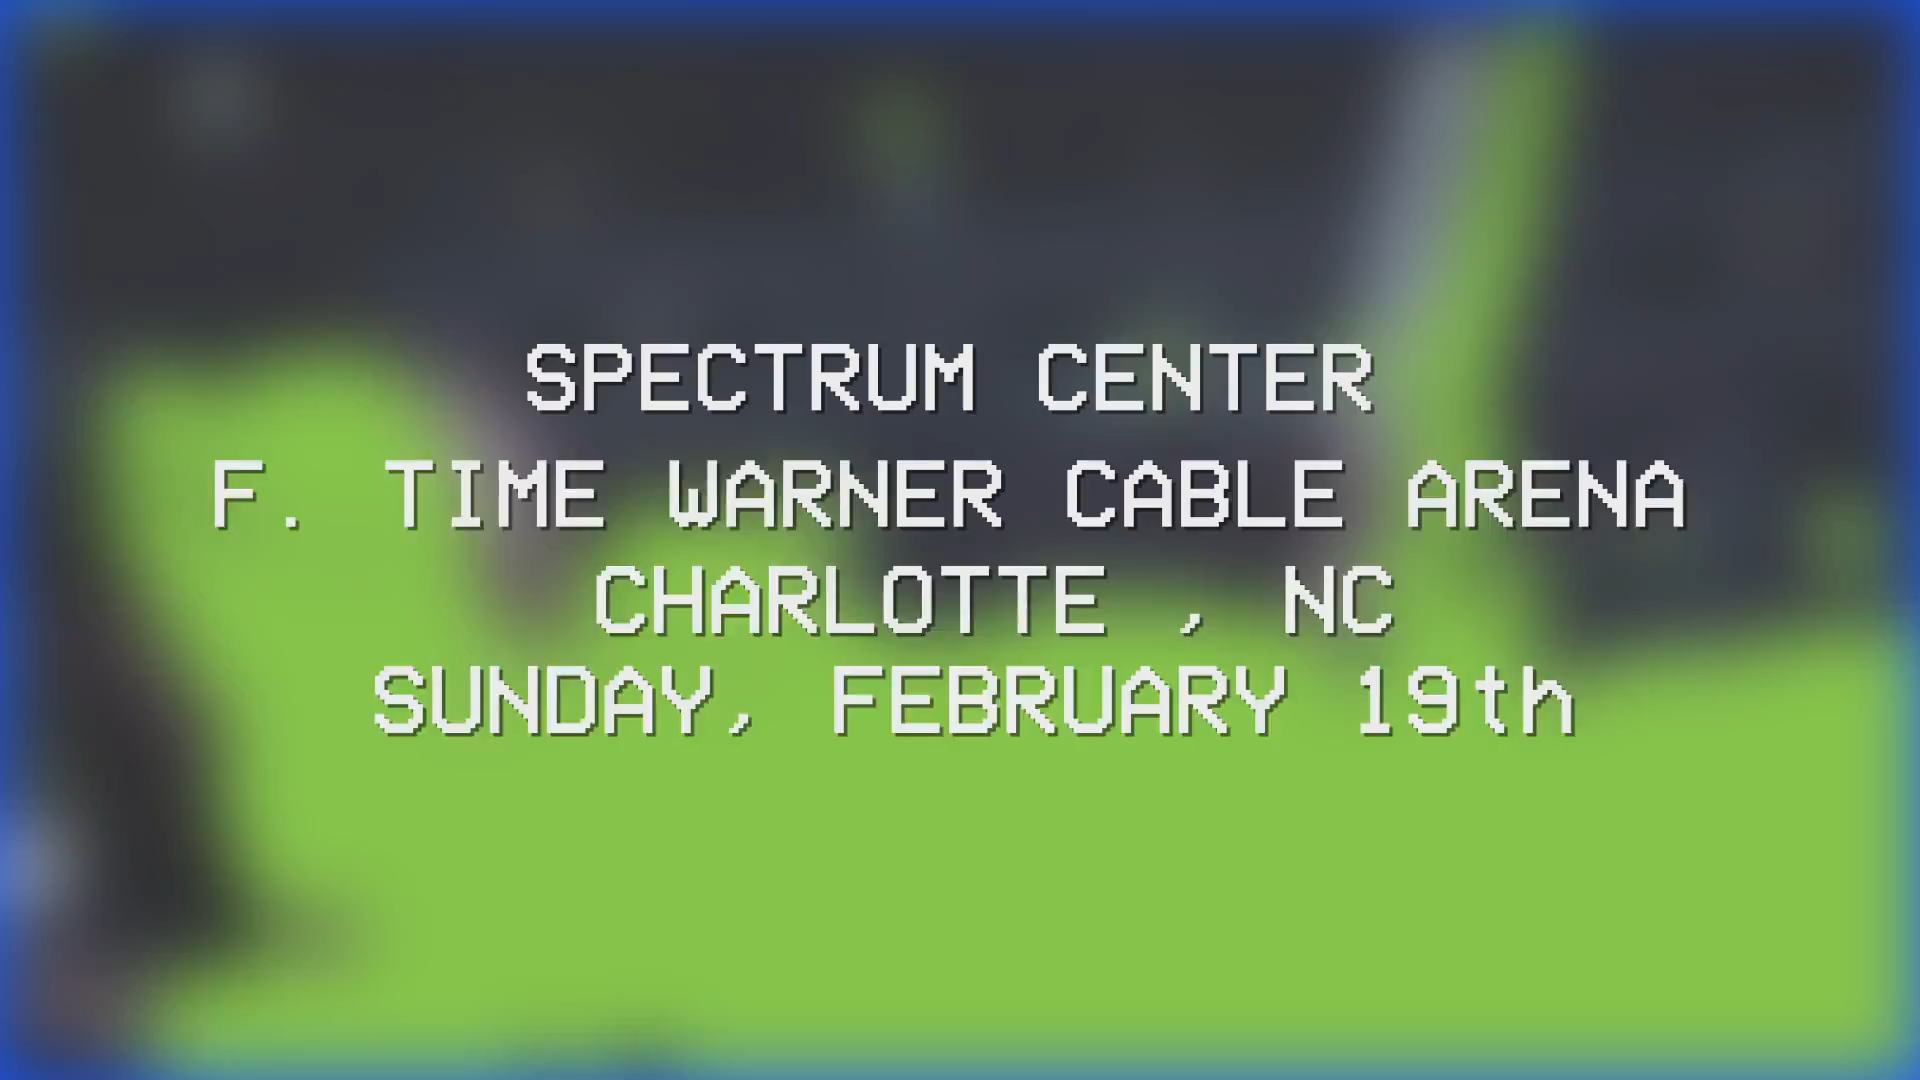 SPECTRUM CENTER
F. TIME WARNER CABLE ARENA
CHARLOTTE , NC
SUNDAY, FEBRUARY 19th